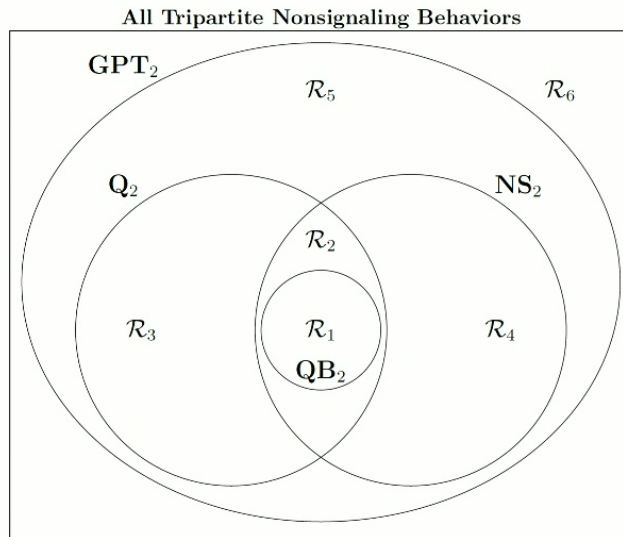 All Tripartite Nonsignaling Behaviors
GPT₂
ℛ₅
ℛ₆
Q₂
NS₂
ℛ₂
ℛ₃
ℛ₁
ℛ₄
QB₂